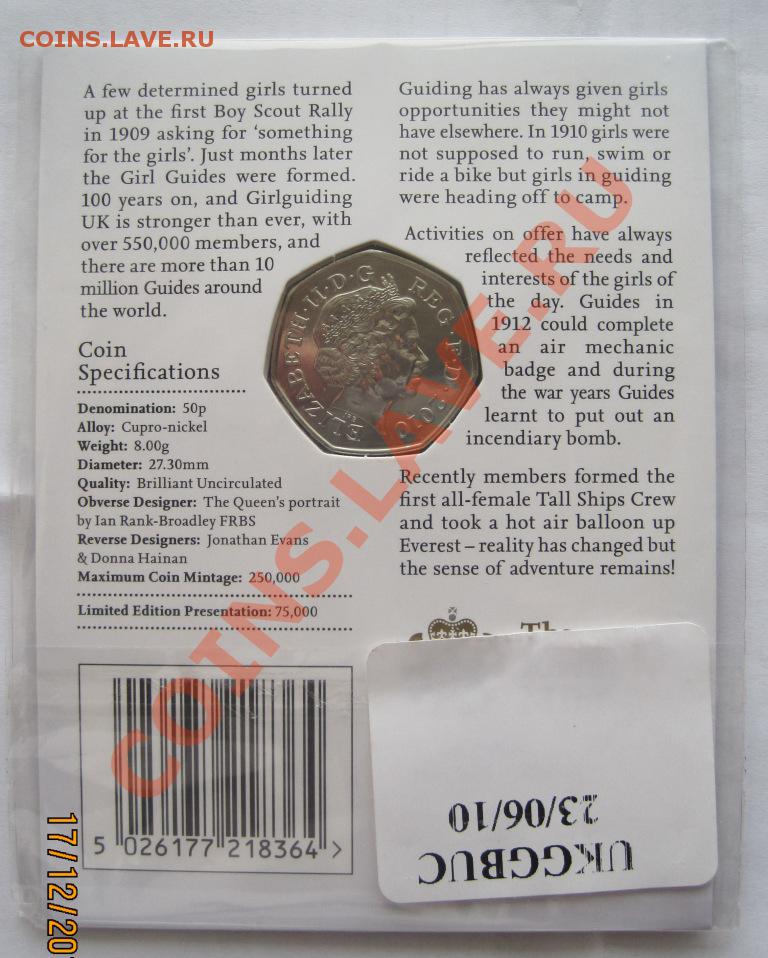 COINS.LAVE.RU
A few determined girls turned
up at the first Boy Scout Rally
in 1909 asking for ‘something
for the girls’. Just months later
the Girl Guides were formed.
100 years on, and Girlguiding
UK is stronger than ever, with
over 550,000 members, and
there are more than 10
million Guides around
the world.
Coin
Specifications
Denomination: 50p
Alloy: Cupro-nickel
Weight: 8.00g
Diameter: 27.30mm
Quality: Brilliant Uncirculated
Obverse Designer: The Queen’s portrait
by Ian Rank-Broadley FRBS
Reverse Designers: Jonathan Evans
& Donna Hainan
Maximum Coin Mintage: 250,000
Limited Edition Presentation: 75,000
Guiding has always given girls
opportunities they might not
have elsewhere. In 1910 girls were
not supposed to run, swim or
ride a bike but girls in guiding
were heading off to camp.
Activities on offer have always
reflected the needs and
interests of the girls of
the day. Guides in
1912 could complete
an air mechanic
badge and during
the war years Guides
learnt to put out an
incendiary bomb.
Recently members formed the
first all-female Tall Ships Crew
and took a hot air balloon up
Everest – reality has changed but
the sense of adventure remains!
ELIZABETH·II·D·G REG·F·D·2010
COINS.LAVE.RU
The
5 026177 218364 >
UKGGBUC
23/06/10
17/12/20